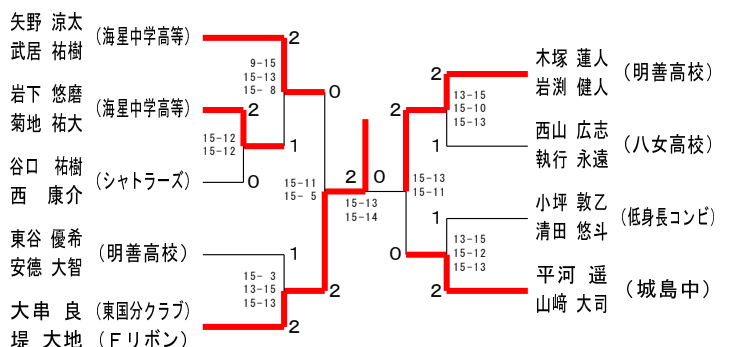 矢野 涼太 (海星中学高等)
武居 祐樹
2
9-15
15-13
15- 8
岩下 悠磨 (海星中学高等)
菊地 祐大
2
0
15-12
15-12
1
谷口 祐樹 (シャトラーズ)
西 康介
0
15-11
15- 5
東谷 優希 (明善高校)
安徳 大智
1
15- 3
13-15
15-13
2
大串 良 (東国分クラブ)
堤 大地 (Fリボン)
2
2
0
15-13
15-14
木塚 蓮人 (明善高校)
岩渕 健人
2
13-15
15-10
15-13
2
西山 広志 (八女高校)
執行 永遠
1
15-13
15-11
小坪 敦乙 (低身長コンビ)
清田 悠斗
1
13-15
15-12
15-13
0
平河 遥 (城島中)
山﨑 大司
2